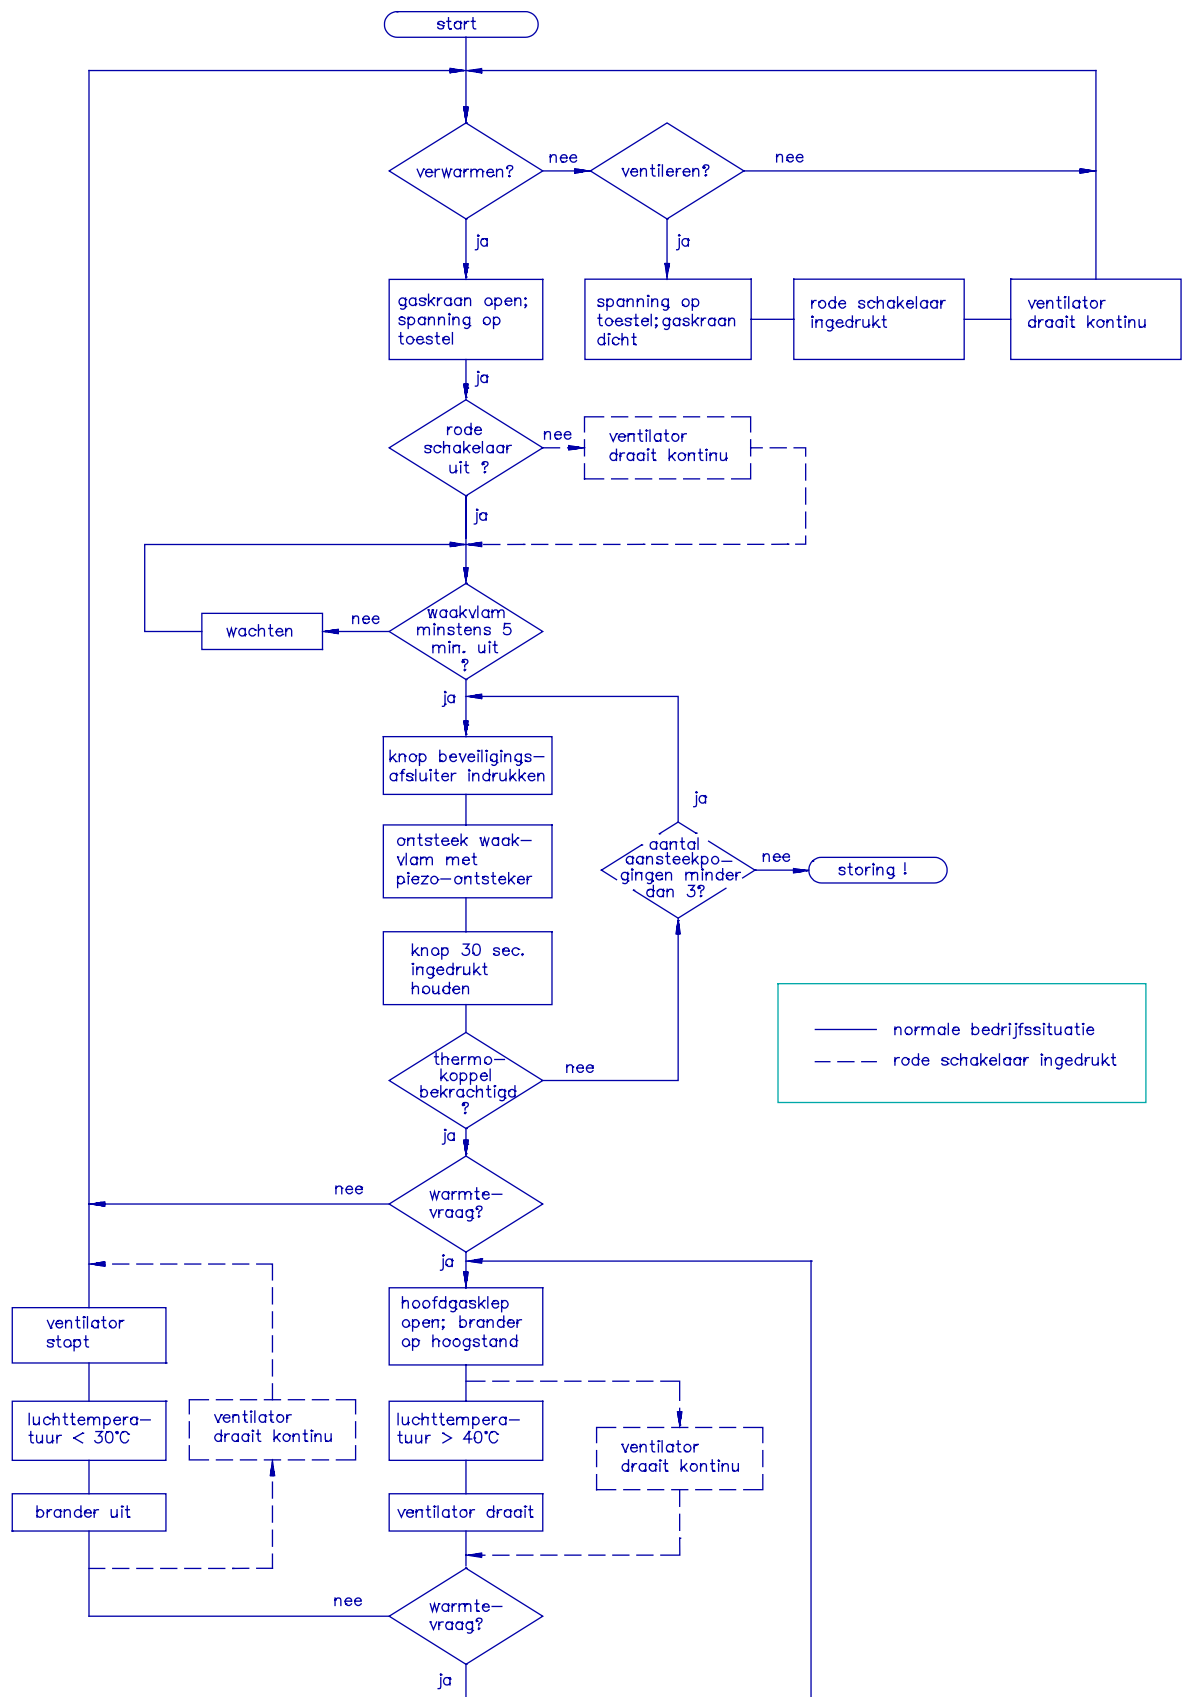 start
verwarmen?
nee
ventileren?
nee
ja
ja
gaskraan open;
spanning op
toestel
spanning op
toestel;gaskraan
dicht
rode schakelaar
ingedrukt
ventilator
draait kontinu
ja
rode
schakelaar
uit ?
nee
ventilator
draait kontinu
ja
waakvlam
minstens 5
min. uit
?
nee
wachten
ja
knop beveiligings-
afsluiter indrukken
ja
ontsteek waak-
vlam met
piezo-ontsteker
aantal
aansteekpo-
gingen minder
dan 3?
nee
storing !
knop 30 sec.
ingedrukt
houden
normale bedrijfssituatie
rode schakelaar ingedrukt
thermo-
koppel
bekrachtigd
?
nee
ja
warmte-
vraag?
nee
ja
hoofdgasklep
open; brander
op hoogstand
ventilator
stopt
luchttempera-
tuur < 30°C
ventilator
draait kontinu
luchttempera-
tuur > 40°C
ventilator
draait kontinu
brander uit
ventilator draait
warmte-
vraag?
nee
ja